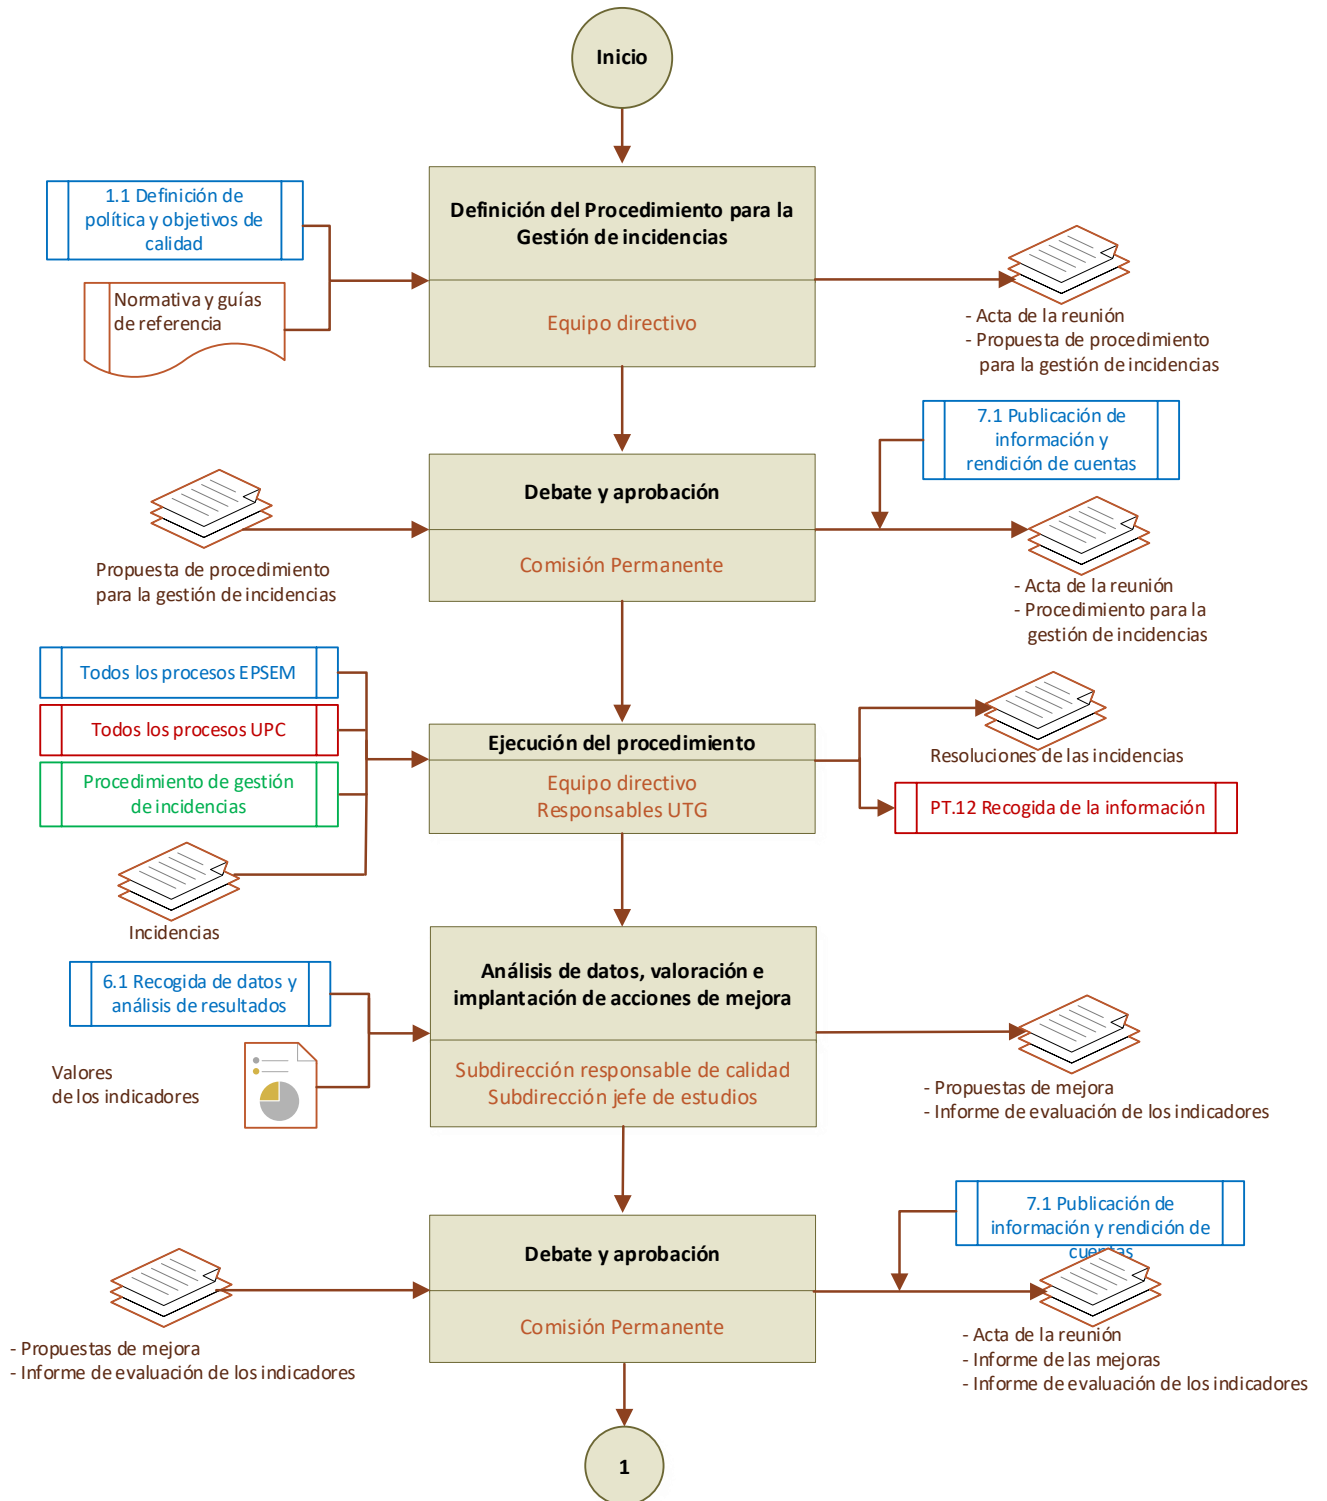 Inicio
1.1 Definición de
política y objetivos de
calidad
Normativa y guías
de referencia
Definición del Procedimiento para la
Gestión de incidencias
Equipo directivo
- Acta de la reunión
- Propuesta de procedimiento
para la gestión de incidencias
7.1 Publicación de
información y
rendición de cuentas
Propuesta de procedimiento
para la gestión de incidencias
Debate y aprobación
Comisión Permanente
- Acta de la reunión
- Procedimiento para la
gestión de incidencias
Todos los procesos EPSEM
Todos los procesos UPC
Procedimiento de gestión
de incidencias
Incidencias
Ejecución del procedimiento
Equipo directivo
Responsables UTG
Resoluciones de las incidencias
PT.12 Recogida de la información
6.1 Recogida de datos y
análisis de resultados
Valores
de los indicadores
Análisis de datos, valoración e
implantación de acciones de mejora
Subdirección responsable de calidad
Subdirección jefe de estudios
- Propuestas de mejora
- Informe de evaluación de los indicadores
7.1 Publicación de
información y rendición de
cuentas
- Propuestas de mejora
- Informe de evaluación de los indicadores
Debate y aprobación
Comisión Permanente
- Acta de la reunión
- Informe de las mejoras
- Informe de evaluación de los indicadores
1